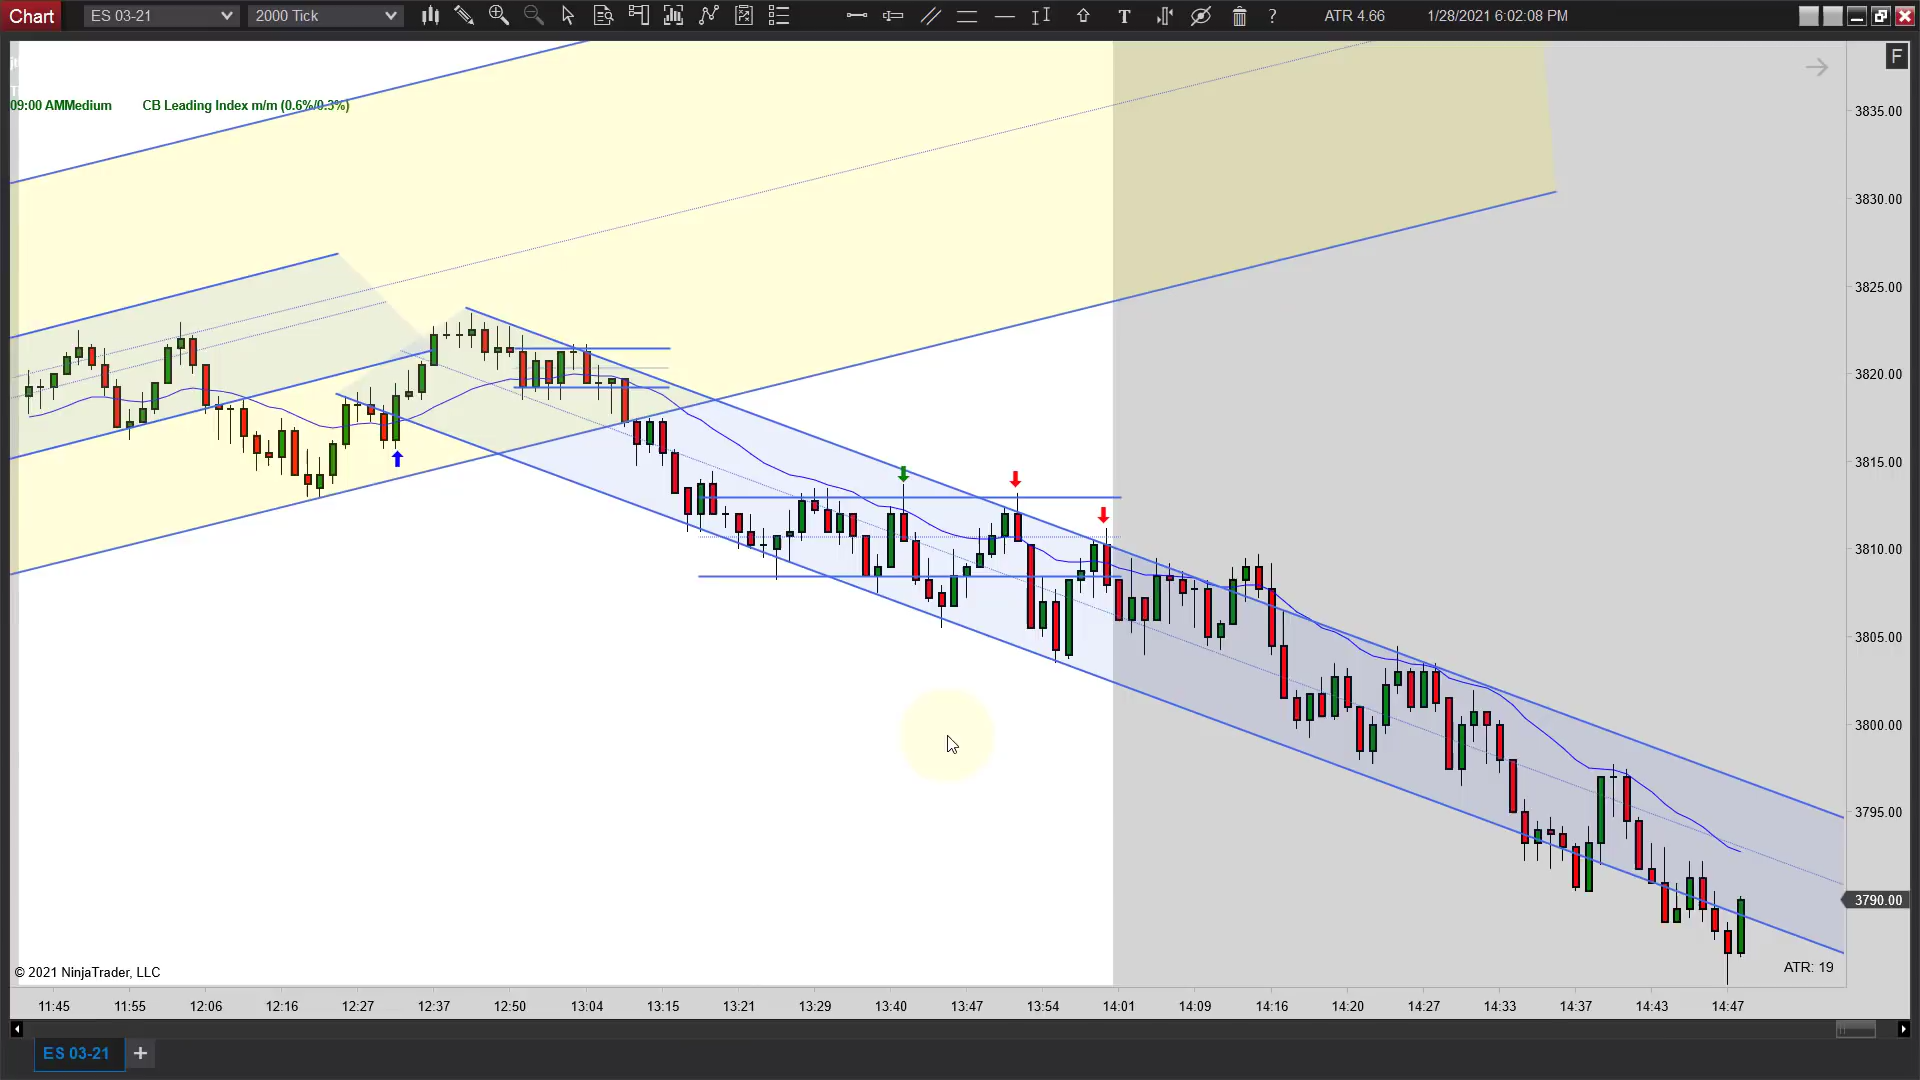 Chart ES 03-21 2000 Tick T ? ATR 4.66 1/28/2021 6:02:08 PM
F
09:00 AMMedium CB Leading Index m/m (0.6%/0.3%)
3835.00
3830.00
3825.00
3820.00
3815.00
3810.00
3805.00
3800.00
3795.00
3790.00
ATR: 19
© 2021 NinjaTrader, LLC
11:45 11:55 12:06 12:16 12:27 12:37 12:50 13:04 13:15 13:21 13:29 13:40 13:47 13:54 14:01 14:09 14:16 14:20 14:27 14:33 14:37 14:43 14:47
ES 03-21 +